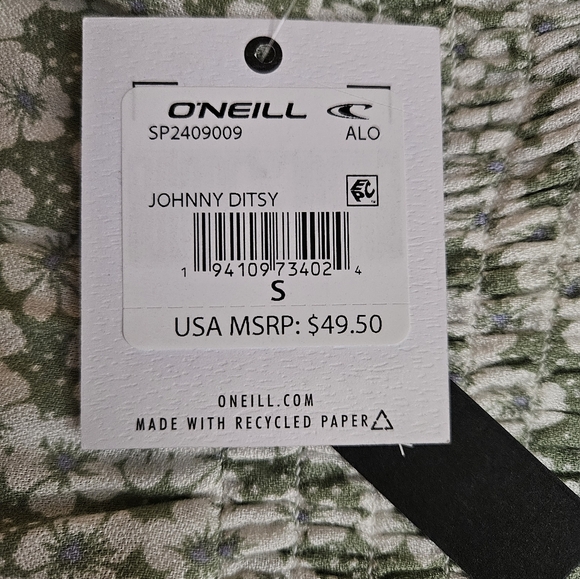 O'NEILL
SP2409009 ALO
JOHNNY DITSY
EPC
1 94109 73402 4
S
USA MSRP: $49.50
ONEILL.COM
MADE WITH RECYCLED PAPER